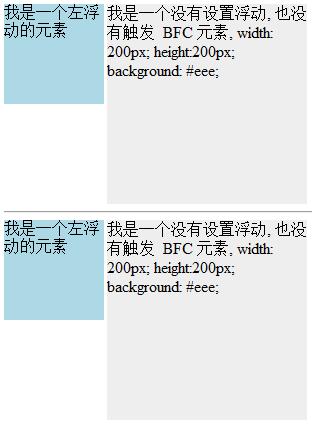 我是一个左浮
动的元素
我是一个没有设置浮动, 也没
有触发 BFC 元素, width:
200px; height:200px;
background: #eee;
我是一个左浮
动的元素
我是一个没有设置浮动, 也没
有触发 BFC 元素, width:
200px; height:200px;
background: #eee;